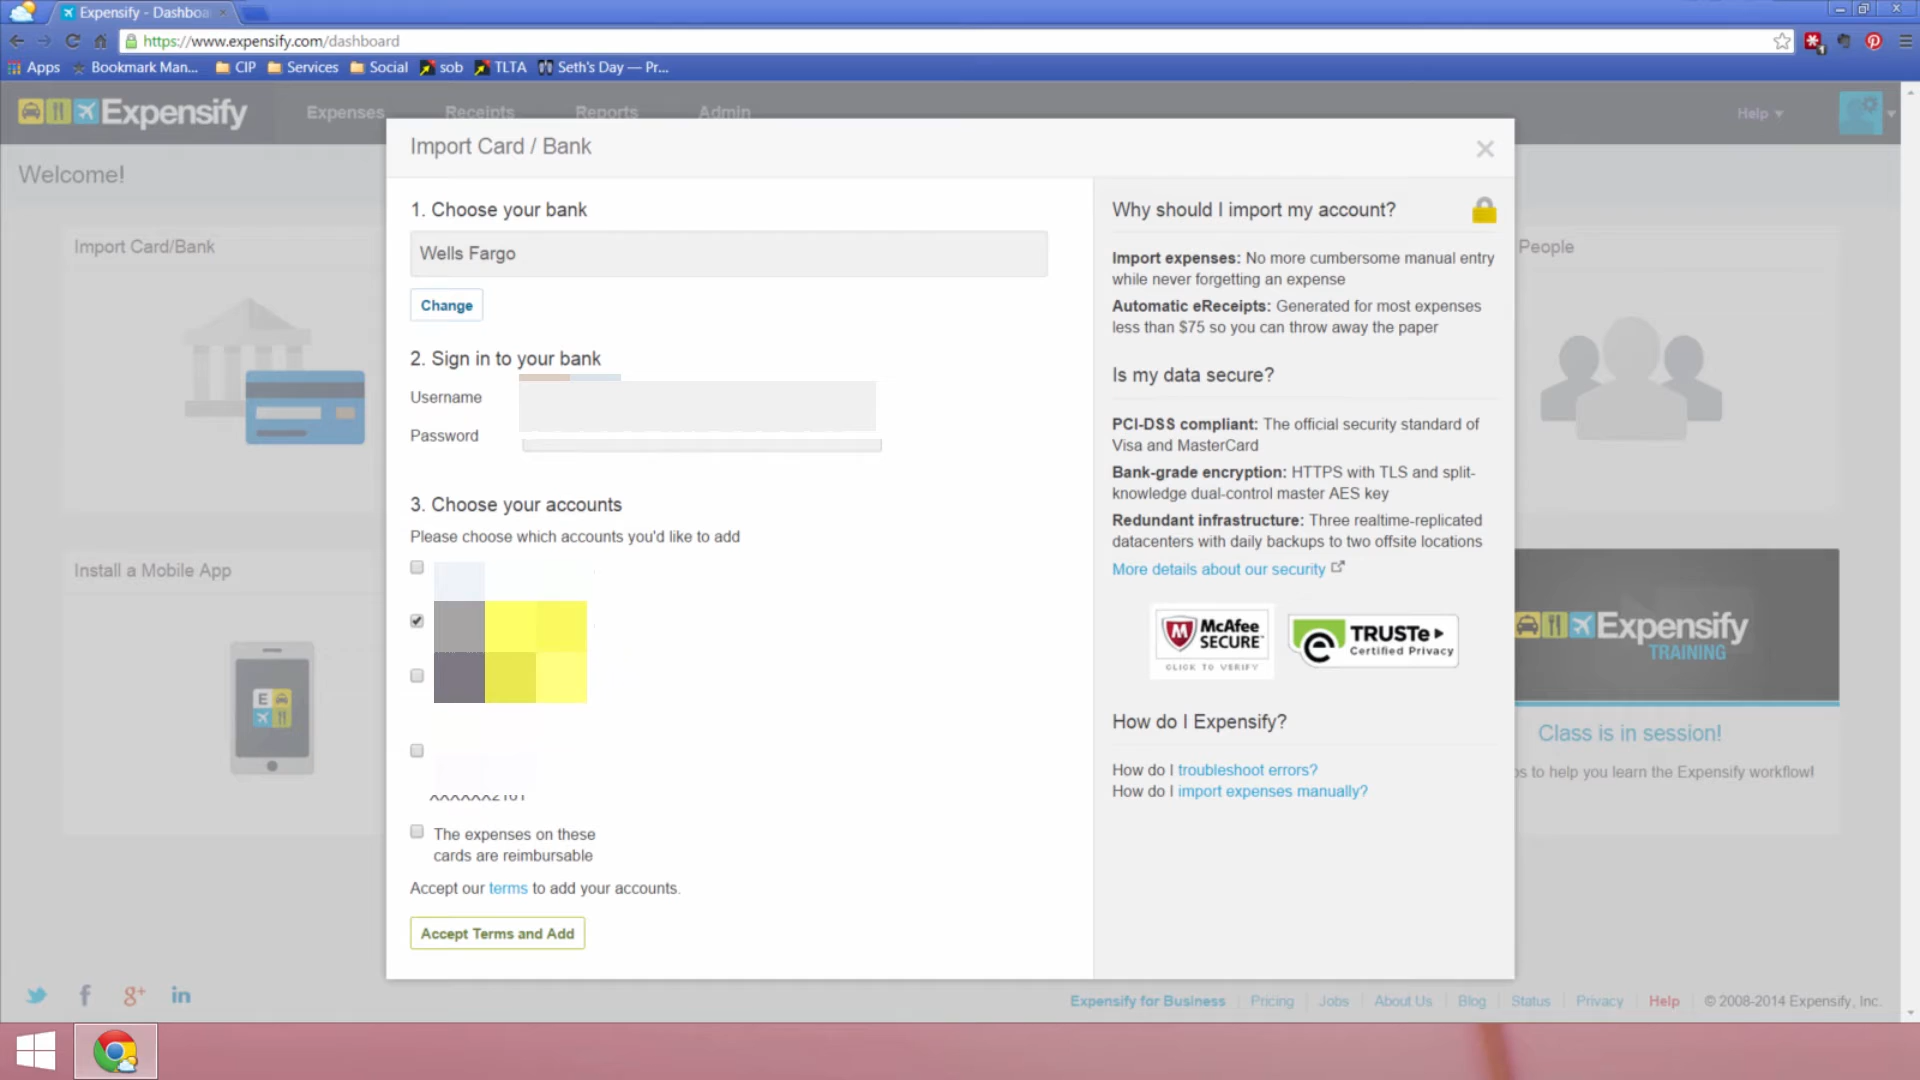 Expensify - Dashboa
https://www.expensify.com/dashboard
Apps Bookmark Man... CIP Services Social sob TLTA Seth's Day — Pr...
Expensify Expenses Receipts Reports Admin Help
Welcome!
Import Card/Bank
Install a Mobile App
E
Import Card / Bank
1. Choose your bank
Wells Fargo
Change
2. Sign in to your bank
Username
Password
3. Choose your accounts
Please choose which accounts you'd like to add
The expenses on these
cards are reimbursable
Accept our terms to add your accounts.
Accept Terms and Add
Why should I import my account?
Import expenses: No more cumbersome manual entry
while never forgetting an expense
Automatic eReceipts: Generated for most expenses
less than $75 so you can throw away the paper
Is my data secure?
PCI-DSS compliant: The official security standard of
Visa and MasterCard
Bank-grade encryption: HTTPS with TLS and split-
knowledge dual-control master AES key
Redundant infrastructure: Three realtime-replicated
datacenters with daily backups to two offsite locations
More details about our security
McAfee
SECURE™
CLICK TO VERIFY
TRUSTe
Certified Privacy
How do I Expensify?
How do I troubleshoot errors?
How do I import expenses manually?
People
Expensify
TRAINING
Class is in session!
to help you learn the Expensify workflow!
Expensify for Business Pricing Jobs About Us Blog Status Privacy Help © 2008-2014 Expensify, Inc.